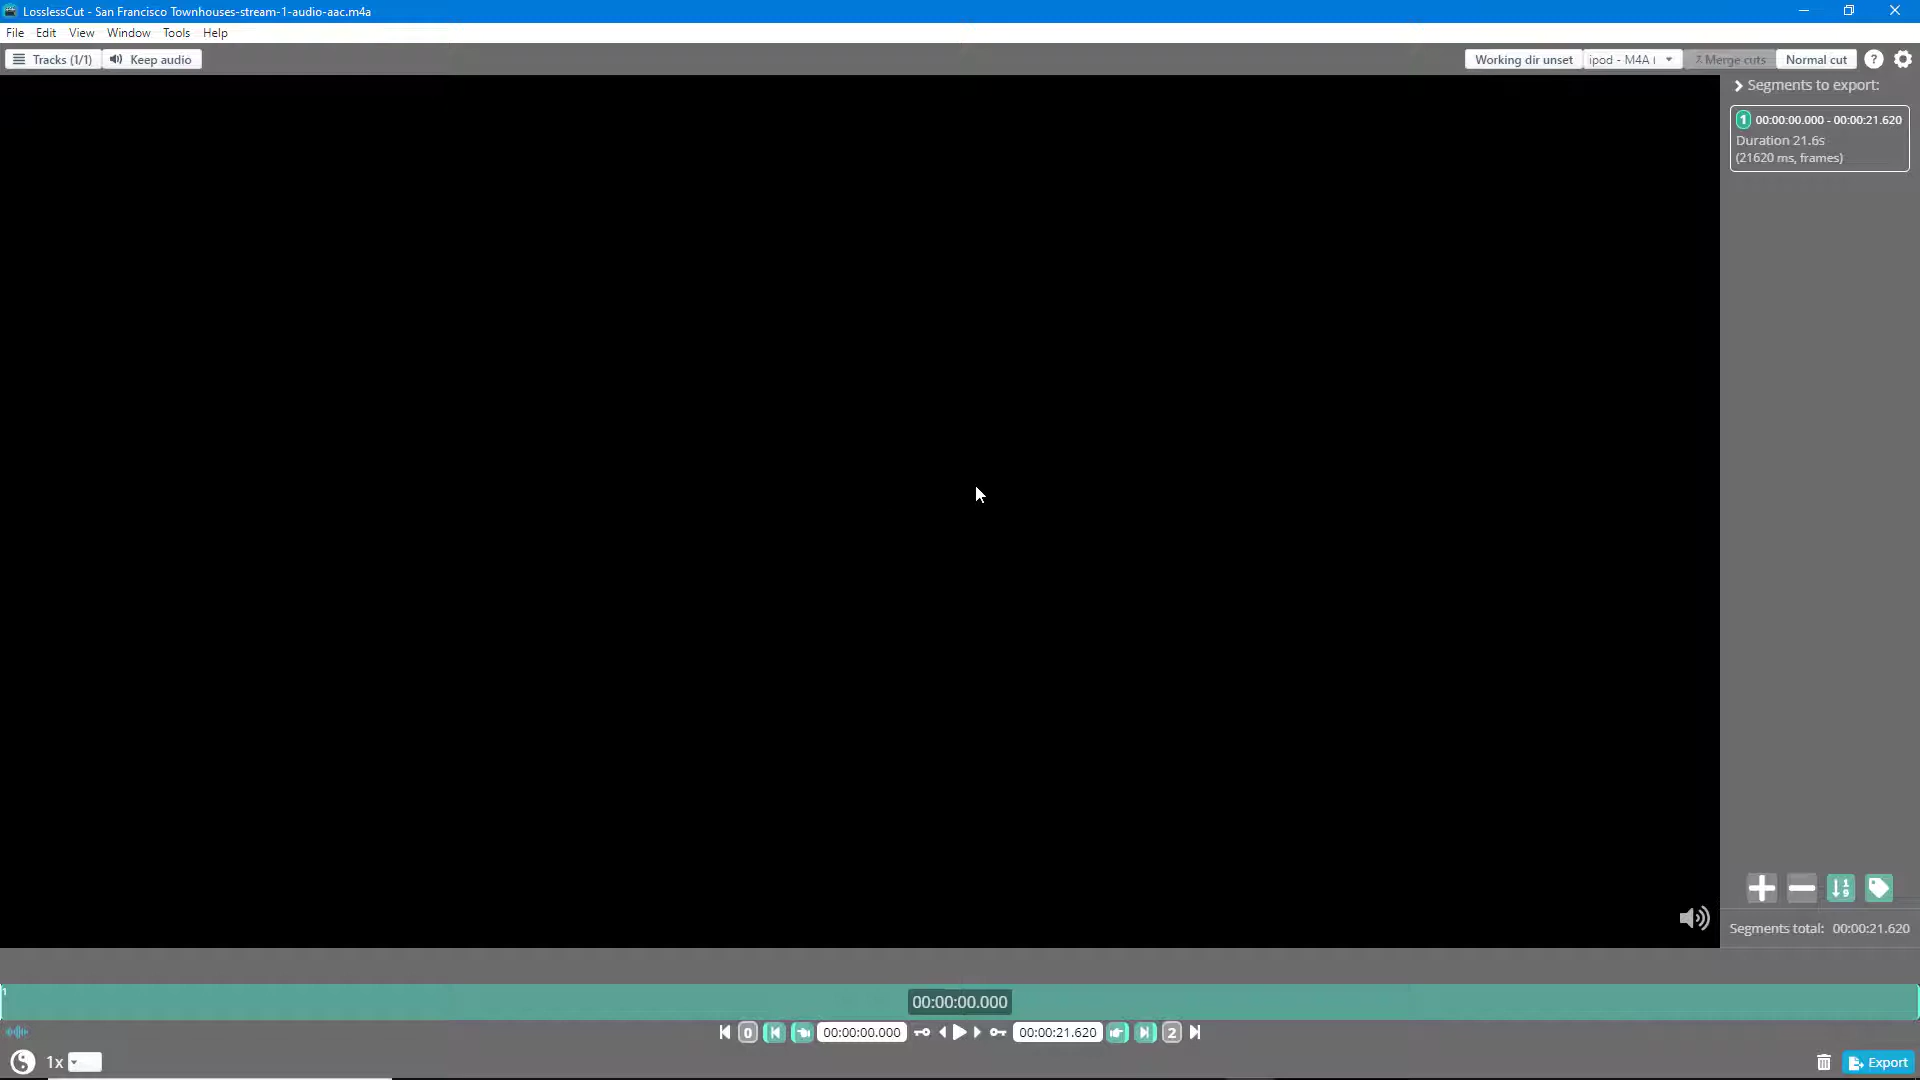 LosslessCut - San Francisco Townhouses-stream-1-audio-aac.m4a
File Edit View Window Tools Help
Tracks (1/1) Keep audio Working dir unset ipod - M4A Merge cuts Normal cut ?
Segments to export:
1 00:00:00.000 - 00:00:21.620
Duration 21.6s
(21620 ms, frames)
1 9
Segments total: 00:00:21.620
1
00:00:00.000
0 00:00:00.000 00:00:21.620 2
1x
Export